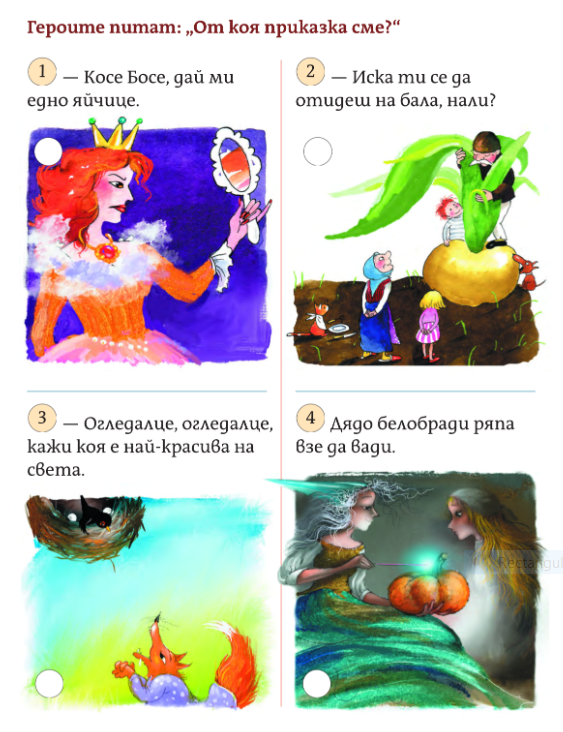 Героите питат: „От коя приказка сме?“
1 — Косе Босе, дай ми
едно яйчице.
2 — Иска ти се да
отидеш на бала, нали?
3 — Огледалце, огледалце,
кажи коя е най-красива на
света.
4 Дядо белобради ряпа
взе да вади.
Rectangul